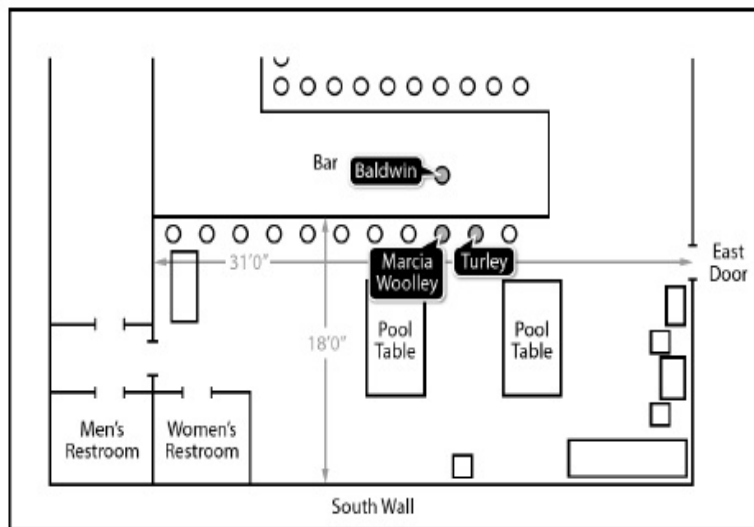 Bar
Baldwin
31'0"
Marcia
Woolley
Turley
East
Door
18'0"
Pool
Table
Pool
Table
Men's
Restroom
Women's
Restroom
South Wall